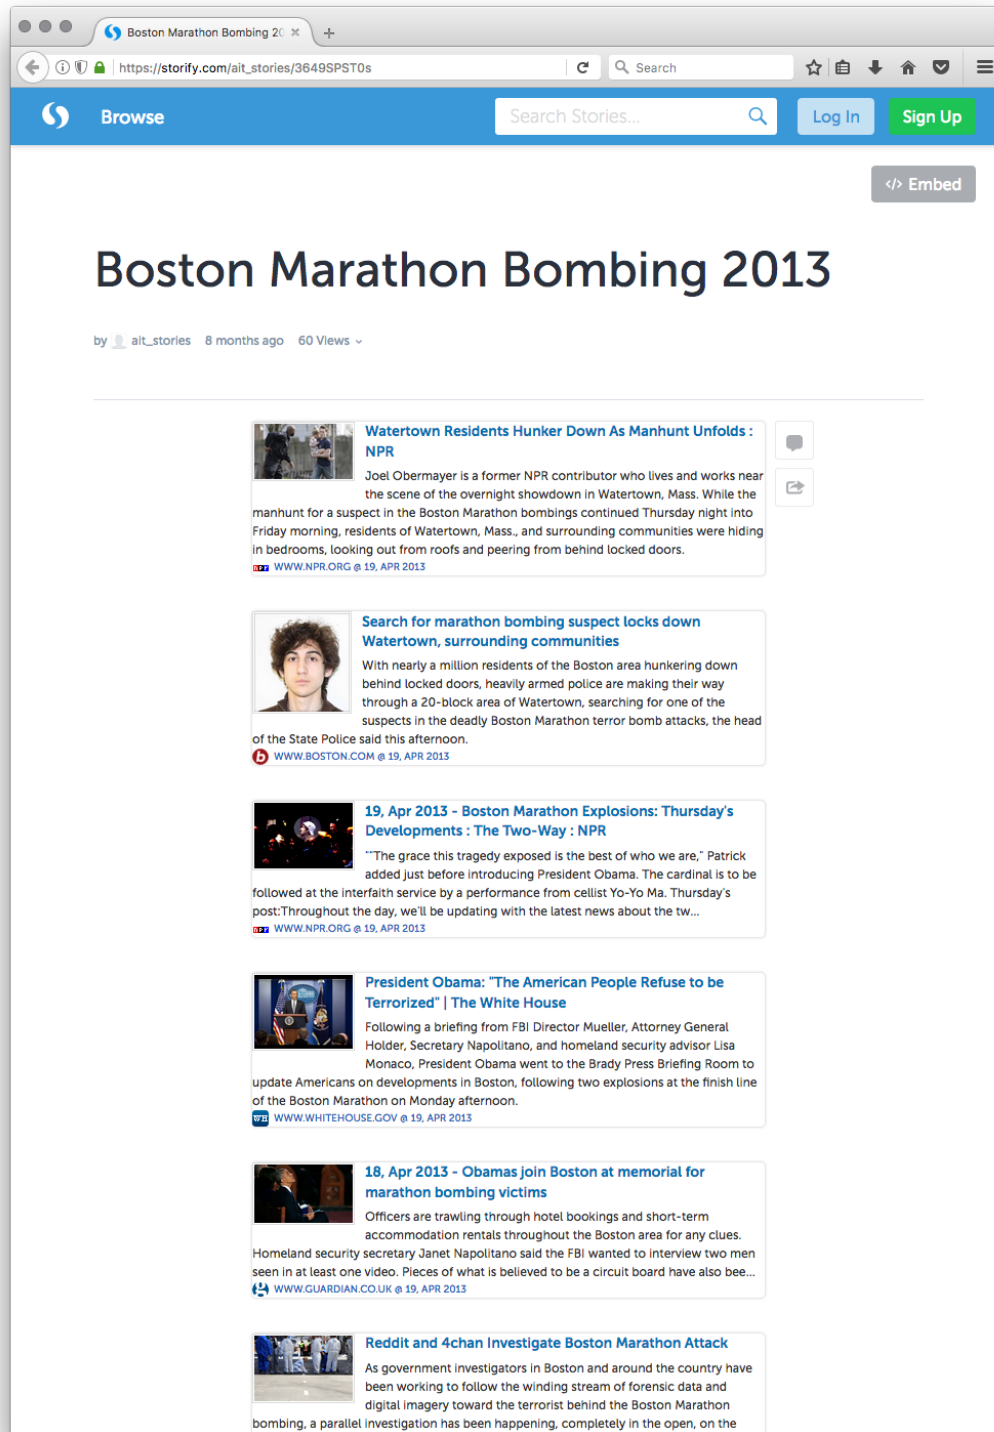 Boston Marathon Bombing 20
https://storify.com/ait_stories/3649SPST0s
Search
Browse
Search Stories...
Log In
Sign Up
</> Embed
Boston Marathon Bombing 2013
by ait_stories 8 months ago 60 Views
Watertown Residents Hunker Down As Manhunt Unfolds :
NPR
Joel Obermayer is a former NPR contributor who lives and works near
the scene of the overnight showdown in Watertown, Mass. While the
manhunt for a suspect in the Boston Marathon bombings continued Thursday night into
Friday morning, residents of Watertown, Mass., and surrounding communities were hiding
in bedrooms, looking out from roofs and peering from behind locked doors.
npr WWW.NPR.ORG @ 19, APR 2013
Search for marathon bombing suspect locks down
Watertown, surrounding communities
With nearly a million residents of the Boston area hunkering down
behind locked doors, heavily armed police are making their way
through a 20-block area of Watertown, searching for one of the
suspects in the deadly Boston Marathon terror bomb attacks, the head
of the State Police said this afternoon.
b WWW.BOSTON.COM @ 19, APR 2013
19, Apr 2013 - Boston Marathon Explosions: Thursday's
Developments : The Two-Way : NPR
""The grace this tragedy exposed is the best of who we are," Patrick
added just before introducing President Obama. The cardinal is to be
followed at the interfaith service by a performance from cellist Yo-Yo Ma. Thursday's
post:Throughout the day, we'll be updating with the latest news about the tw...
npr WWW.NPR.ORG @ 19, APR 2013
President Obama: "The American People Refuse to be
Terrorized" | The White House
Following a briefing from FBI Director Mueller, Attorney General
Holder, Secretary Napolitano, and homeland security advisor Lisa
Monaco, President Obama went to the Brady Press Briefing Room to
update Americans on developments in Boston, following two explosions at the finish line
of the Boston Marathon on Monday afternoon.
WH WWW.WHITEHOUSE.GOV @ 19, APR 2013
18, Apr 2013 - Obamas join Boston at memorial for
marathon bombing victims
Officers are trawling through hotel bookings and short-term
accommodation rentals throughout the Boston area for any clues.
Homeland security secretary Janet Napolitano said the FBI wanted to interview two men
seen in at least one video. Pieces of what is believed to be a circuit board have also bee...
g WWW.GUARDIAN.CO.UK @ 19, APR 2013
Reddit and 4chan Investigate Boston Marathon Attack
As government investigators in Boston and around the country have
been working to follow the winding stream of forensic data and
digital imagery toward the terrorist behind the Boston Marathon
bombing, a parallel investigation has been happening, completely in the open, on the